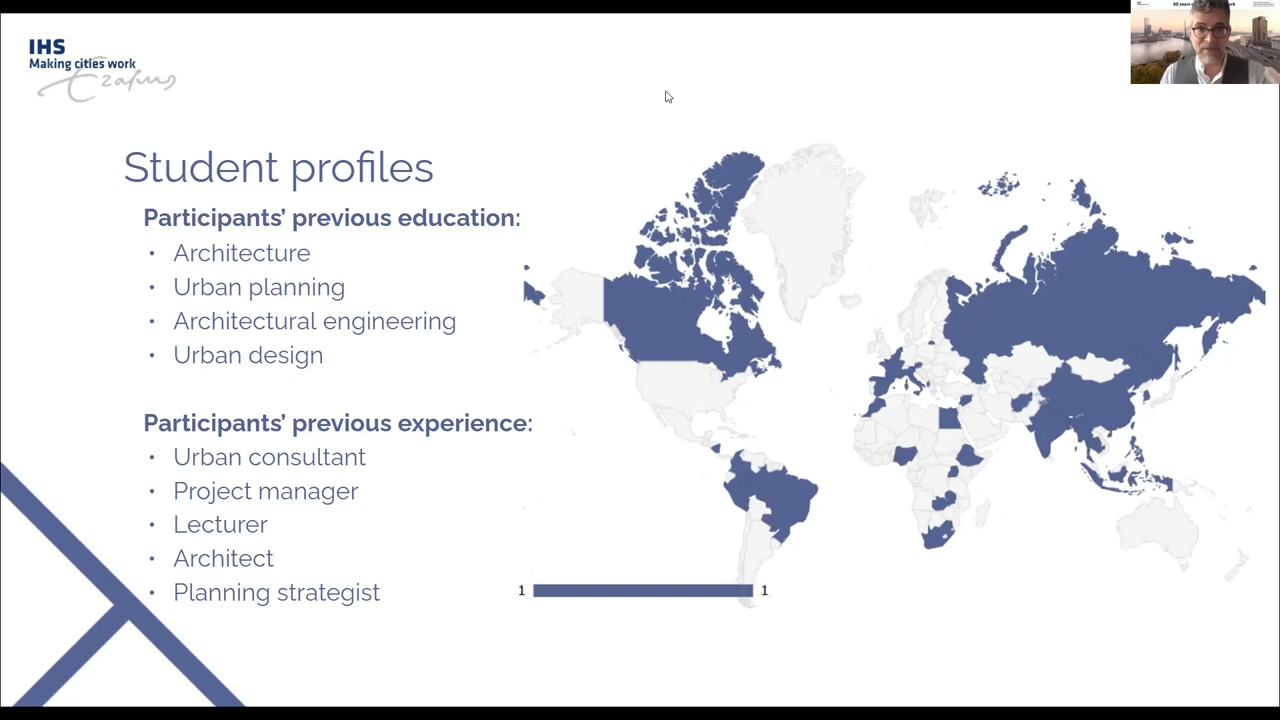 IHS
Making cities work
Erasmus
Student profiles
Participants’ previous education:
• Architecture
• Urban planning
• Architectural engineering
• Urban design
Participants’ previous experience:
• Urban consultant
• Project manager
• Lecturer
• Architect
• Planning strategist
1 1